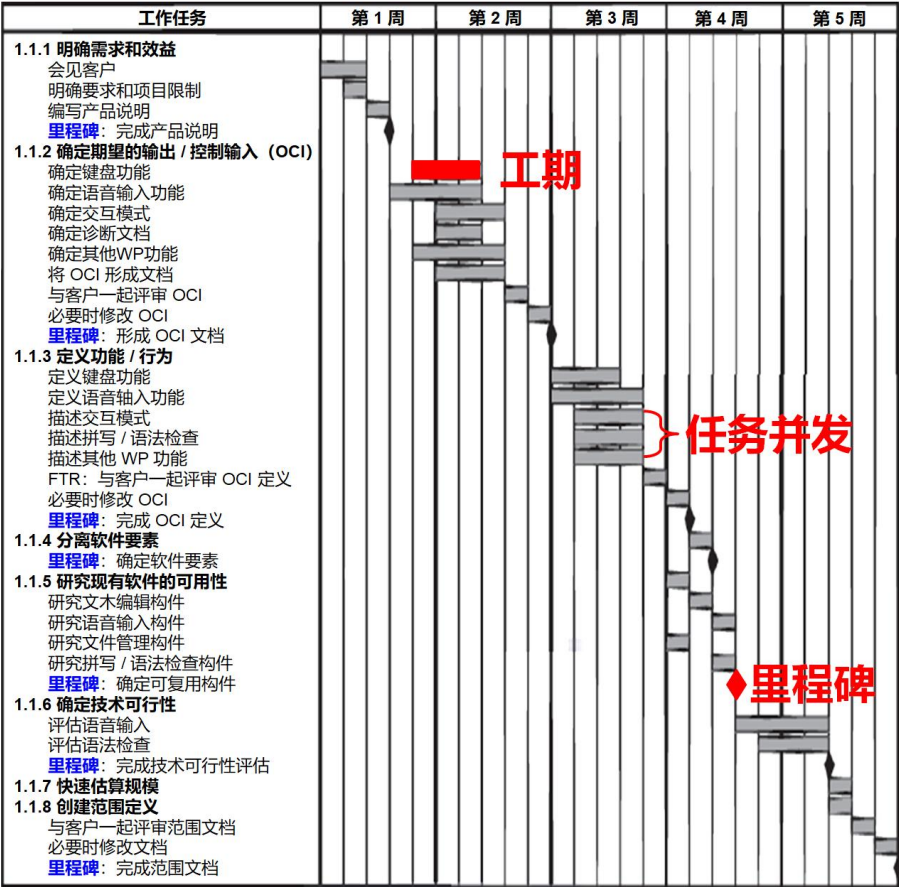 工作任务 第1周 第2周 第3周 第4周 第5周
1.1.1 明确需求和效益
会见客户
明确要求和项目限制
编写产品说明
里程碑：完成产品说明
1.1.2 确定期望的输出 / 控制输入（OCI）
确定键盘功能
工期
确定语音输入功能
确定交互模式
确定诊断文档
确定其他WP功能
将 OCI 形成文档
与客户一起评审 OCI
必要时修改 OCI
里程碑：形成 OCI 文档
1.1.3 定义功能 / 行为
定义键盘功能
定义语音轴入功能
描述交互模式
描述拼写 / 语法检查
任务并发
描述其他 WP 功能
FTR：与客户一起评审 OCI 定义
必要时修改 OCI
里程碑：完成 OCI 定义
1.1.4 分离软件要素
里程碑：确定软件要素
1.1.5 研究现有软件的可用性
研究文木编辑构件
研究语音输入构件
研究文件管理构件
研究拼写 / 语法检查构件
里程碑：确定可复用构件
里程碑
1.1.6 确定技术可行性
评估语音输入
评估语法检查
里程碑：完成技术可行性评估
1.1.7 快速估算规模
1.1.8 创建范围定义
与客户一起评审范围文档
必要时修改文档
里程碑：完成范围文档